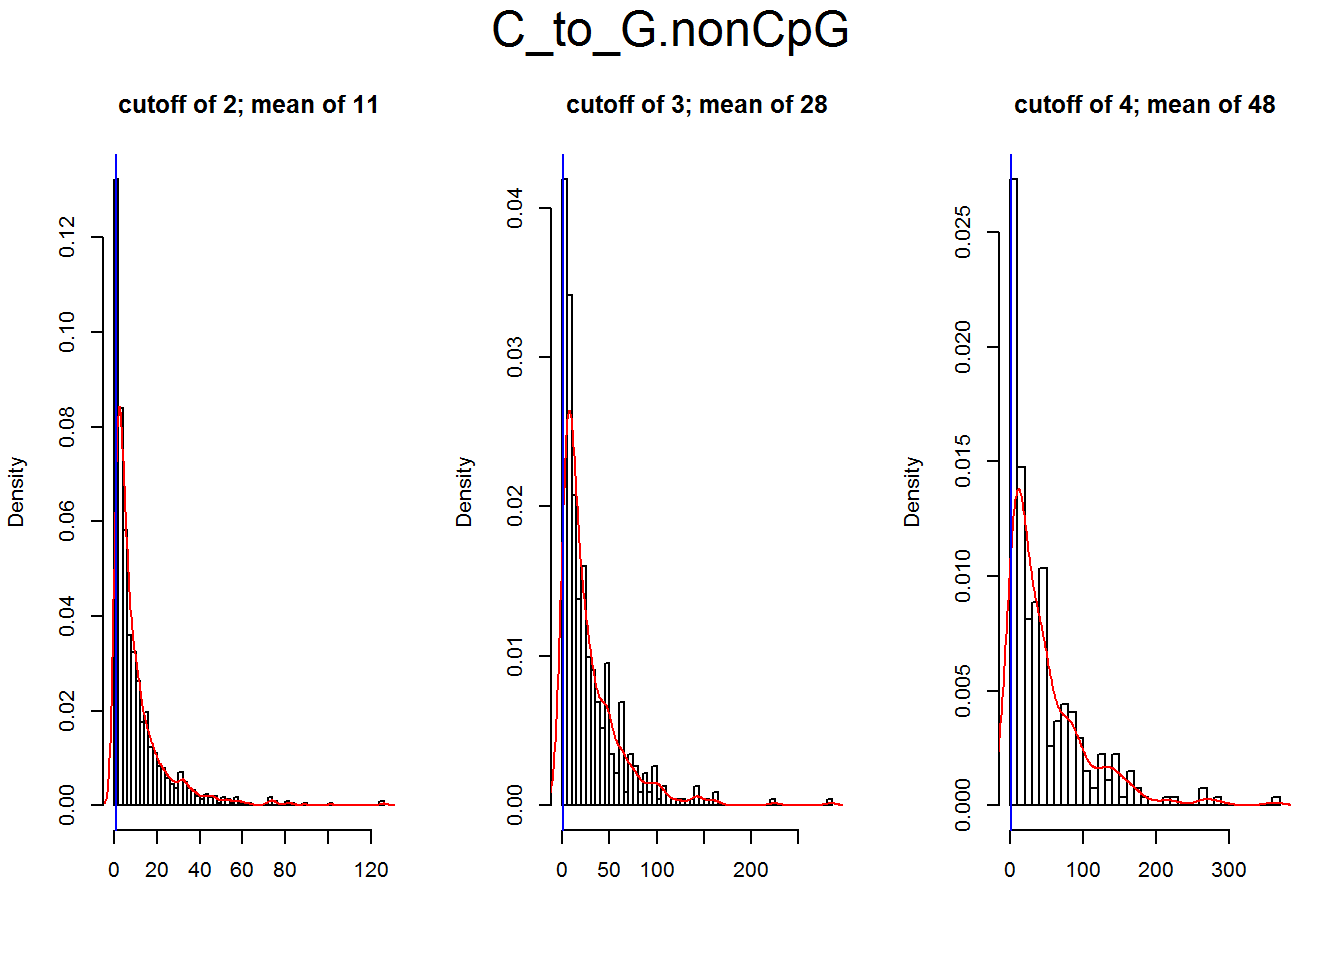 C_to_G.nonCpG
cutoff of 2; mean of 11
cutoff of 3; mean of 28
cutoff of 4; mean of 48
Density
0.00
0.02
0.04
0.06
0.08
0.10
0.12
0 20 40 60 80 120
Density
0.00
0.01
0.02
0.03
0.04
0 50 100 200
Density
0.000
0.005
0.010
0.015
0.020
0.025
0 100 200 300